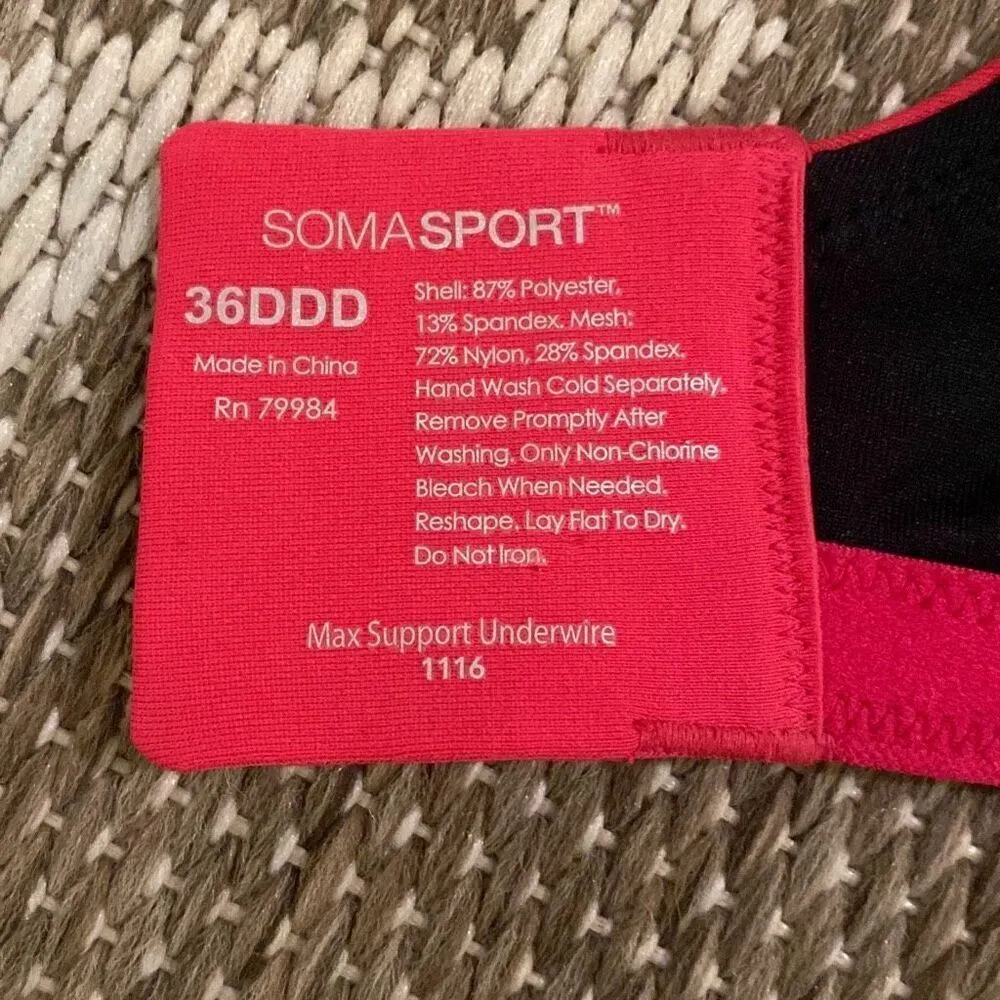 SOMASPORT™
36DDD
Made in China
Rn 79984
Shell: 87% Polyester,
13% Spandex. Mesh:
72% Nylon, 28% Spandex.
Hand Wash Cold Separately.
Remove Promptly After
Washing. Only Non-Chlorine
Bleach When Needed.
Reshape. Lay Flat To Dry.
Do Not Iron.
Max Support Underwire
1116